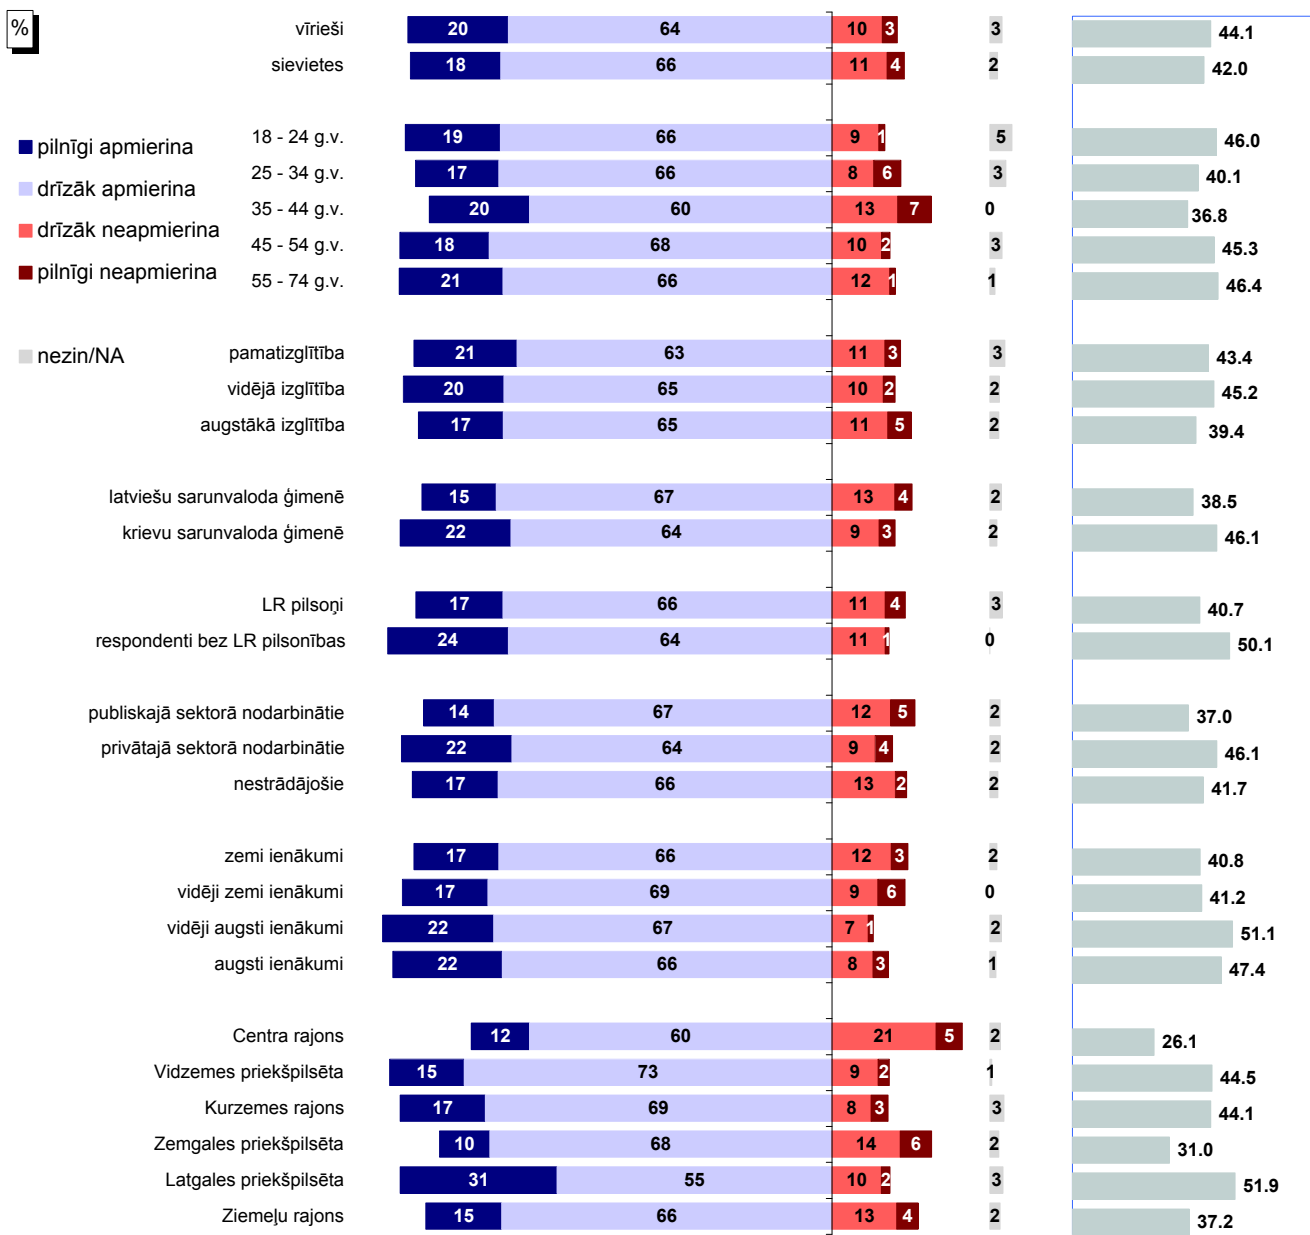 %
vīrieši 20 64 10 3 3 44.1
sievietes 18 66 11 4 2 42.0
18 - 24 g.v. 19 66 9 1 5 46.0
pilnīgi apmierina
25 - 34 g.v. 17 66 8 6 3 40.1
drīzāk apmierina
35 - 44 g.v. 20 60 13 7 0 36.8
drīzāk neapmierina
45 - 54 g.v. 18 68 10 2 3 45.3
pilnīgi neapmierina
55 - 74 g.v. 21 66 12 1 1 46.4
nezin/NA
pamatizglītība 21 63 11 3 3 43.4
vidējā izglītība 20 65 10 2 2 45.2
augstākā izglītība 17 65 11 5 2 39.4
latviešu sarunvaloda ģimenē 15 67 13 4 2 38.5
krievu sarunvaloda ģimenē 22 64 9 3 2 46.1
LR pilsoņi 17 66 11 4 3 40.7
respondenti bez LR pilsonības 24 64 11 1 0 50.1
publiskajā sektorā nodarbinātie 14 67 12 5 2 37.0
privātajā sektorā nodarbinātie 22 64 9 4 2 46.1
nestrādājošie 17 66 13 2 2 41.7
zemi ienākumi 17 66 12 3 2 40.8
vidēji zemi ienākumi 17 69 9 6 0 41.2
vidēji augsti ienākumi 22 67 7 1 2 51.1
augsti ienākumi 22 66 8 3 1 47.4
Centra rajons 12 60 21 5 2 26.1
Vidzemes priekšpilsēta 15 73 9 2 1 44.5
Kurzemes rajons 17 69 8 3 3 44.1
Zemgales priekšpilsēta 10 68 14 6 2 31.0
Latgales priekšpilsēta 31 55 10 2 3 51.9
Ziemeļu rajons 15 66 13 4 2 37.2